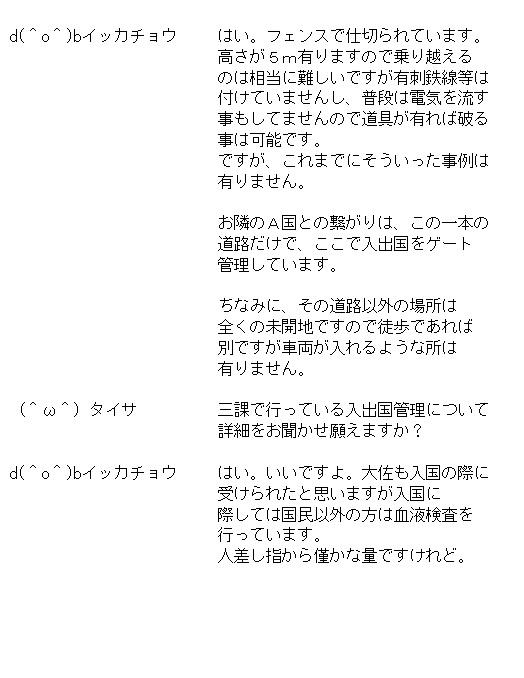 d(＾o＾)bイッカチョウ　はい。フェンスで仕切られています。
高さが５ｍ有りますので乗り越える
のは相当に難しいですが有刺鉄線等は
付けていませんし、普段は電気を流す
事もしてませんので道具が有れば破る
事は可能です。
ですが、これまでにそういった事例は
有りません。
お隣のＡ国との繋がりは、この一本の
道路だけで、ここで入出国をゲート
管理しています。
ちなみに、その道路以外の場所は
全くの未開地ですので徒歩であれば
別ですが車両が入れるような所は
有りません。
（＾ω＾）タイサ　三課で行っている入出国管理について
詳細をお聞かせ願えますか？
d(＾o＾)bイッカチョウ　はい。いいですよ。大佐も入国の際に
受けられたと思いますが入国に
際しては国民以外の方は血液検査を
行っています。
人差し指から僅かな量ですけれど。